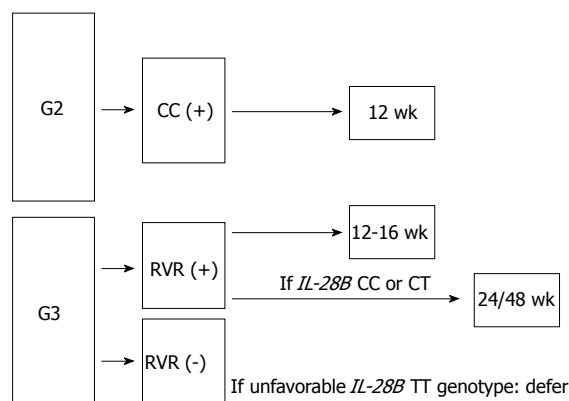 G2
CC (+)
12 wk
G3
RVR (+)
12-16 wk
If IL-28B CC or CT
24/48 wk
RVR (-)
If unfavorable IL-28B TT genotype: defer